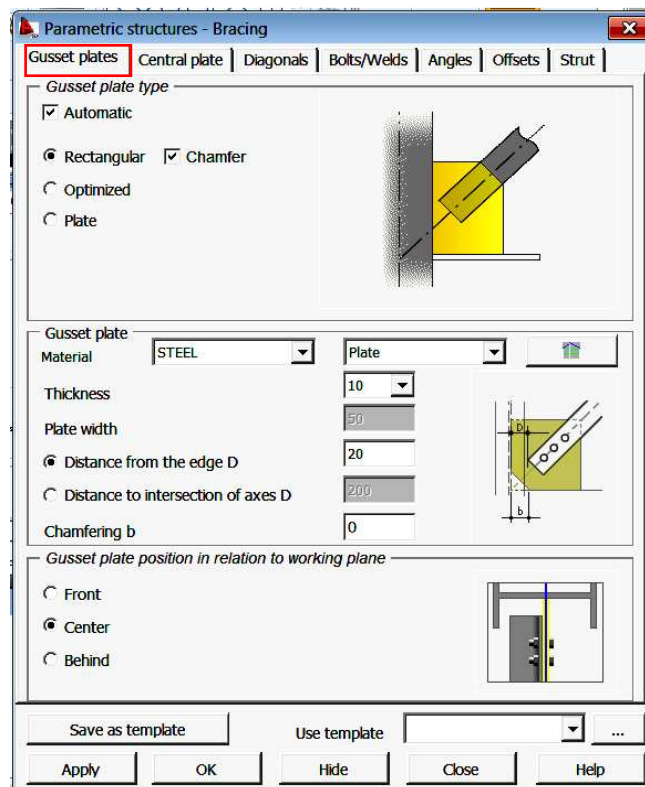 Parametric structures - Bracing
Gusset plates Central plate Diagonals Bolts/Welds Angles Offsets Strut
Gusset plate type
Automatic
Rectangular Chamfer
Optimized
Plate
Gusset plate
Material STEEL Plate
Thickness 10
Plate width 50
Distance from the edge D 20
Distance to intersection of axes D 200
Chamfering b 0
D
b
Gusset plate position in relation to working plane
Front
Center
Behind
Save as template Use template ...
Apply OK Hide Close Help